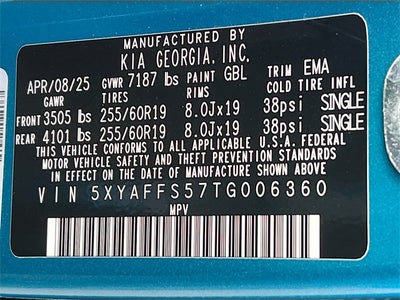 MANUFACTURED BY
KIA GEORGIA, INC.
APR/08/25 GVWR 7187 lbs PAINT GBL TRIM EMA
GAWR TIRES RIMS COLD TIRE INFL
FRONT 3505 lbs 255/60R19 8.0Jx19 38psi SINGLE
REAR 4101 lbs 255/60R19 8.0Jx19 38psi SINGLE
THIS VEHICLE CONFORMS TO ALL APPLICABLE U.S.A. FEDERAL
MOTOR VEHICLE SAFETY AND THEFT PREVENTION STANDARDS
IN EFFECT ON THE DATE OF MANUFACTURE SHOWN ABOVE
VIN 5XYAFFS57TG006360
MPV